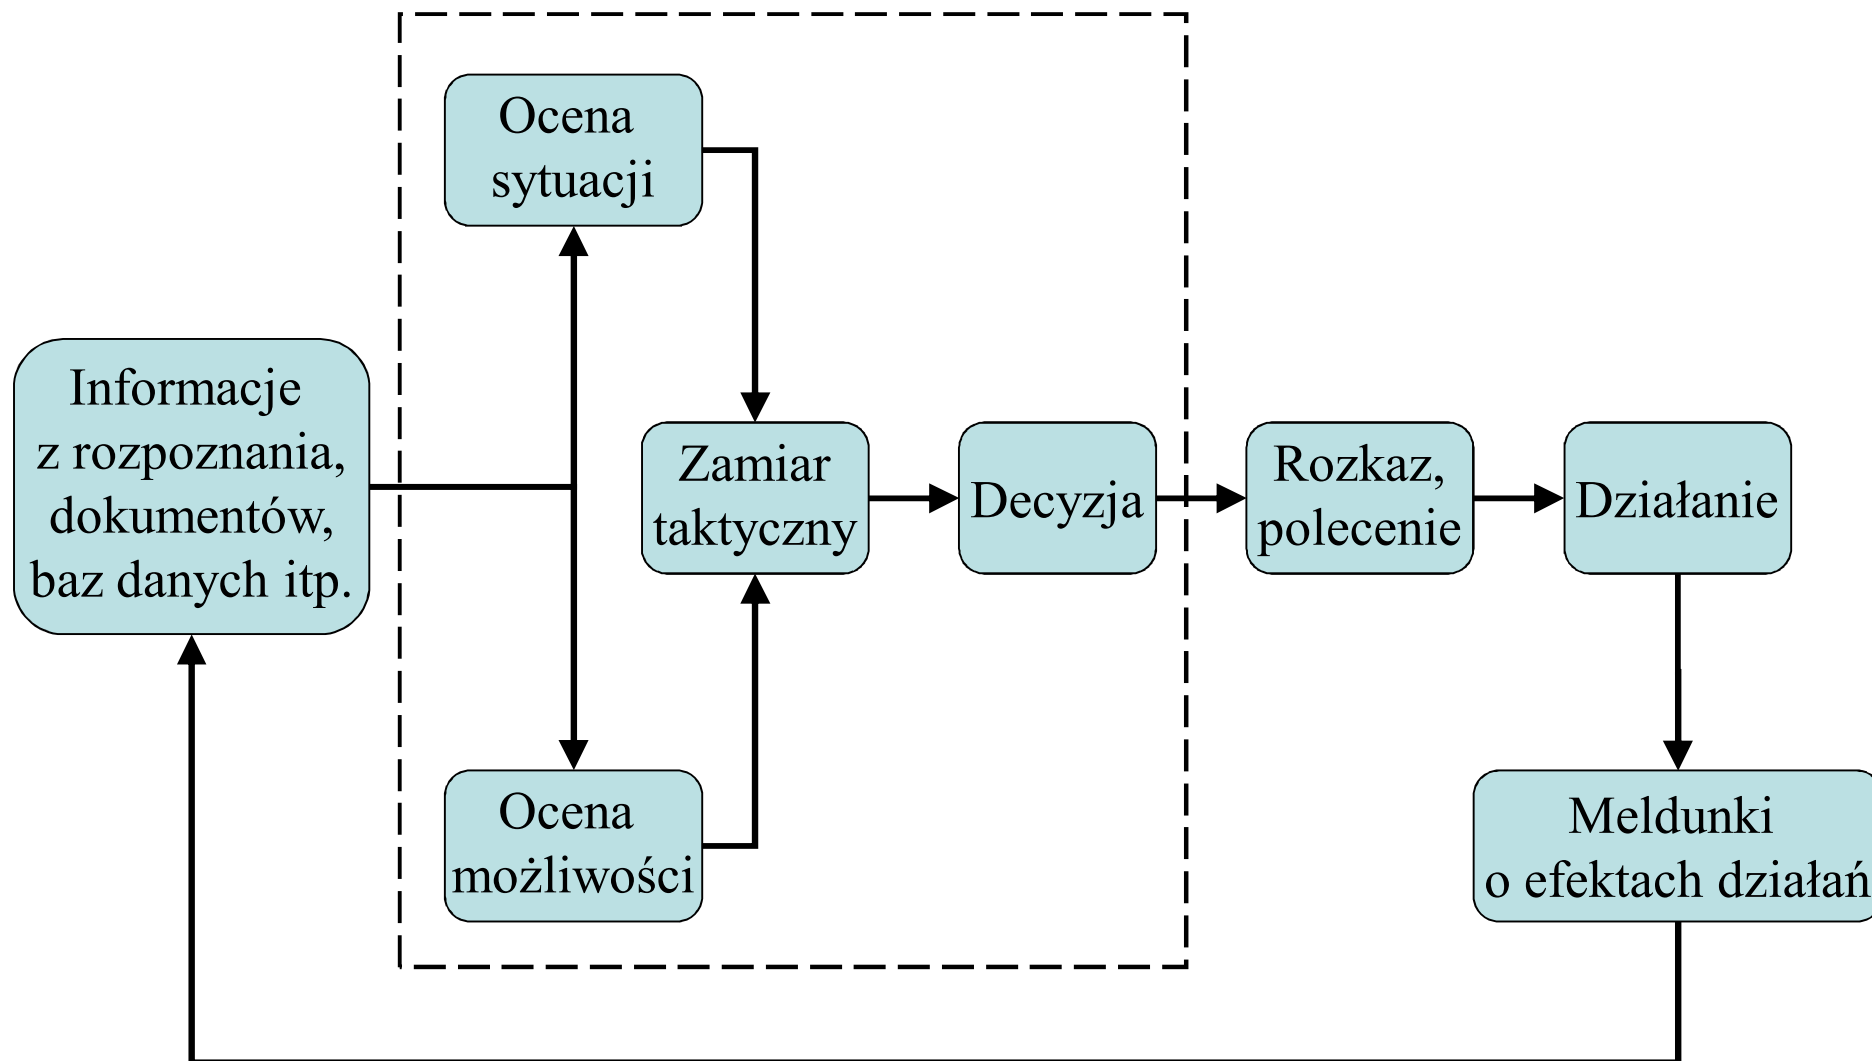 Ocena
sytuacji
Informacje
z rozpoznania,
dokumentów,
baz danych itp.
Zamiar
taktyczny
Decyzja
Rozkaz,
polecenie
Działanie
Ocena
możliwości
Meldunki
o efektach działań